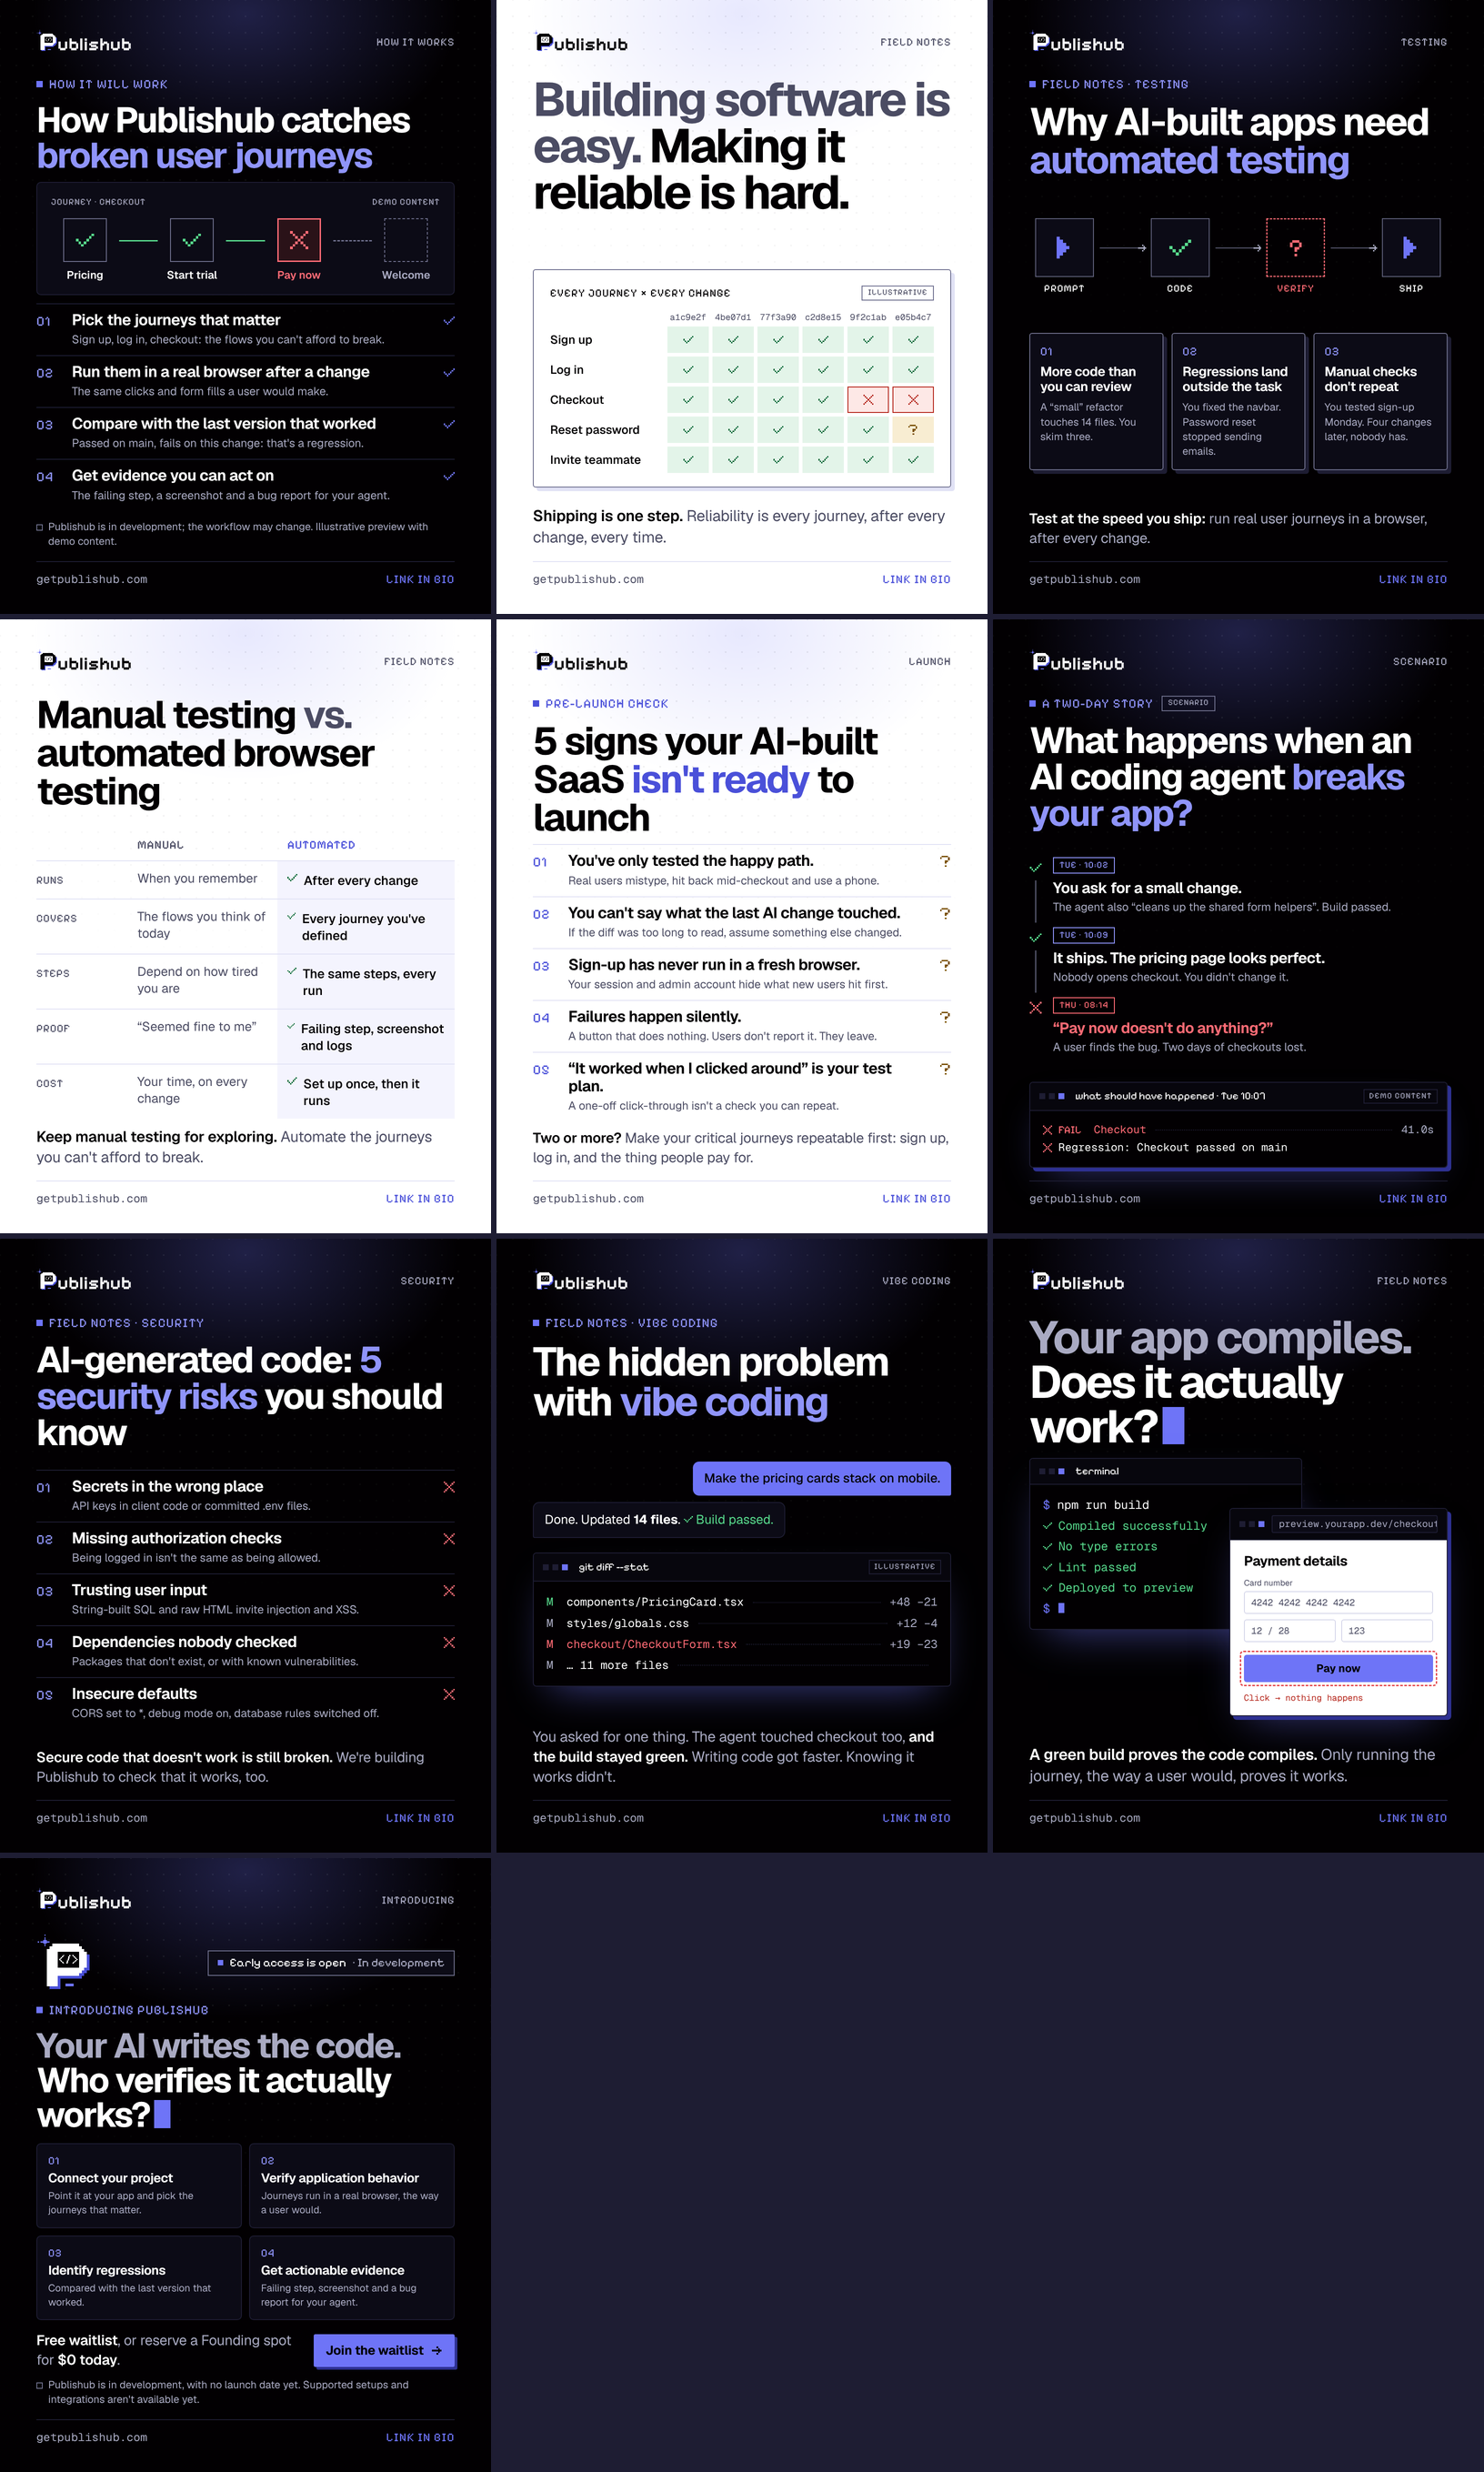 Publishub
HOW IT WORKS
HOW IT WILL WORK
How Publishub catches
broken user journeys
JOURNEY · CHECKOUT
DEMO CONTENT
Pricing
Start trial
Pay now
Welcome
01
Pick the journeys that matter
Sign up, log in, checkout: the flows you can't afford to break.
02
Run them in a real browser after a change
The same clicks and form fills a user would make.
03
Compare with the last version that worked
Passed on main, fails on this change: that's a regression.
04
Get evidence you can act on
The failing step, a screenshot and a bug report for your agent.
Publishub is in development; the workflow may change. Illustrative preview with
demo content.
getpublishub.com
LINK IN BIO
Publishub
FIELD NOTES
Building software is
easy. Making it
reliable is hard.
EVERY JOURNEY × EVERY CHANGE
ILLUSTRATIVE
a1c9e2f 4be07d1 77f3a90 c2d8e15 9f2c1ab e05b4c7
Sign up
Log in
Checkout
Reset password
?
Invite teammate
Shipping is one step. Reliability is every journey, after every
change, every time.
getpublishub.com
LINK IN BIO
Publishub
TESTING
FIELD NOTES · TESTING
Why AI-built apps need
automated testing
?
PROMPT
CODE
VERIFY
SHIP
01
More code than
you can review
A “small” refactor
touches 14 files. You
skim three.
02
Regressions land
outside the task
You fixed the navbar.
Password reset
stopped sending
emails.
03
Manual checks
don't repeat
You tested sign-up
Monday. Four changes
later, nobody has.
Test at the speed you ship: run real user journeys in a browser,
after every change.
getpublishub.com
LINK IN BIO
Publishub
FIELD NOTES
Manual testing vs.
automated browser
testing
MANUAL
AUTOMATED
RUNS
When you remember
After every change
COVERS
The flows you think of
today
Every journey you've
defined
STEPS
Depend on how tired
you are
The same steps, every
run
PROOF
“Seemed fine to me”
Failing step, screenshot
and logs
COST
Your time, on every
change
Set up once, then it
runs
Keep manual testing for exploring. Automate the journeys
you can't afford to break.
getpublishub.com
LINK IN BIO
Publishub
LAUNCH
PRE-LAUNCH CHECK
5 signs your AI-built
SaaS isn't ready to
launch
01
You've only tested the happy path.
?
Real users mistype, hit back mid-checkout and use a phone.
02
You can't say what the last AI change touched.
?
If the diff was too long to read, assume something else changed.
03
Sign-up has never run in a fresh browser.
?
Your session and admin account hide what new users hit first.
04
Failures happen silently.
?
A button that does nothing. Users don't report it. They leave.
05
“It worked when I clicked around” is your test
plan.
?
A one-off click-through isn't a check you can repeat.
Two or more? Make your critical journeys repeatable first: sign up,
log in, and the thing people pay for.
getpublishub.com
LINK IN BIO
Publishub
SCENARIO
A TWO-DAY STORY
SCENARIO
What happens when an
AI coding agent breaks
your app?
TUE · 10:02
You ask for a small change.
The agent also “cleans up the shared form helpers”. Build passed.
TUE · 10:09
It ships. The pricing page looks perfect.
Nobody opens checkout. You didn't change it.
THU · 08:14
“Pay now doesn't do anything?”
A user finds the bug. Two days of checkouts lost.
what should have happened · Tue 10:07
DEMO CONTENT
FAIL Checkout
41.0s
Regression: Checkout passed on main
getpublishub.com
LINK IN BIO
Publishub
SECURITY
FIELD NOTES · SECURITY
AI-generated code: 5
security risks you should
know
01
Secrets in the wrong place
API keys in client code or committed .env files.
02
Missing authorization checks
Being logged in isn't the same as being allowed.
03
Trusting user input
String-built SQL and raw HTML invite injection and XSS.
04
Dependencies nobody checked
Packages that don't exist, or with known vulnerabilities.
05
Insecure defaults
CORS set to *, debug mode on, database rules switched off.
Secure code that doesn't work is still broken. We're building
Publishub to check that it works, too.
getpublishub.com
LINK IN BIO
Publishub
VIBE CODING
FIELD NOTES · VIBE CODING
The hidden problem
with vibe coding
Make the pricing cards stack on mobile.
Done. Updated 14 files. ✓ Build passed.
git diff --stat
ILLUSTRATIVE
M components/PricingCard.tsx +48 −21
M styles/globals.css +12 −4
M checkout/CheckoutForm.tsx +19 −23
M … 11 more files
You asked for one thing. The agent touched checkout too, and
the build stayed green. Writing code got faster. Knowing it
works didn't.
getpublishub.com
LINK IN BIO
Publishub
FIELD NOTES
Your app compiles.
Does it actually
work?
terminal
$ npm run build
Compiled successfully
No type errors
Lint passed
Deployed to preview
$
preview.yourapp.dev/checkout
Payment details
Card number
4242 4242 4242 4242
12 / 28
123
Pay now
Click → nothing happens
A green build proves the code compiles. Only running the
journey, the way a user would, proves it works.
getpublishub.com
LINK IN BIO
Publishub
INTRODUCING
P </>
Early access is open · In development
INTRODUCING PUBLISHUB
Your AI writes the code.
Who verifies it actually
works?
01
Connect your project
Point it at your app and pick the
journeys that matter.
02
Verify application behavior
Journeys run in a real browser, the way
a user would.
03
Identify regressions
Compared with the last version that
worked.
04
Get actionable evidence
Failing step, screenshot and a bug
report for your agent.
Free waitlist, or reserve a Founding spot
for $0 today.
Join the waitlist →
Publishub is in development, with no launch date yet. Supported setups and
integrations aren't available yet.
getpublishub.com
LINK IN BIO